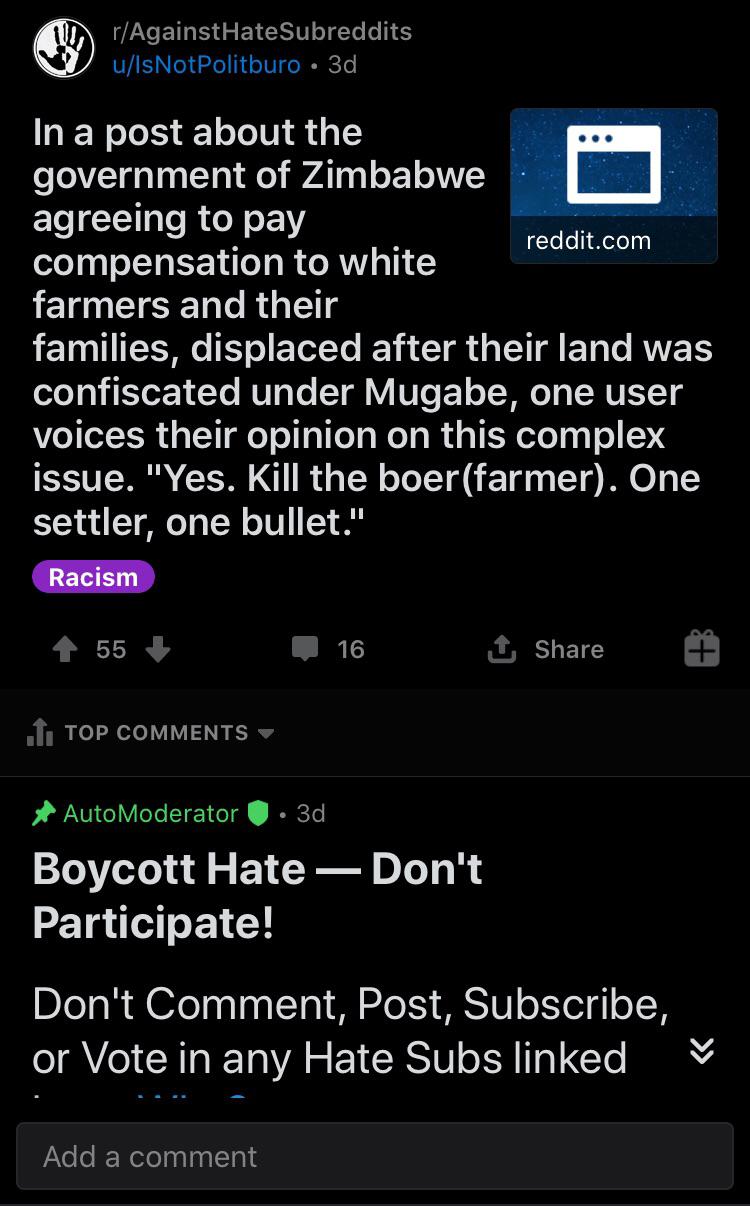 r/AgainstHateSubreddits
u/IsNotPolitburo • 3d
In a post about the
government of Zimbabwe
agreeing to pay
compensation to white
farmers and their
families, displaced after their land was
confiscated under Mugabe, one user
voices their opinion on this complex
issue. "Yes. Kill the boer(farmer). One
settler, one bullet."
reddit.com
Racism
55 16 Share
TOP COMMENTS
AutoModerator • 3d
Boycott Hate — Don't
Participate!
Don't Comment, Post, Subscribe,
or Vote in any Hate Subs linked
Add a comment